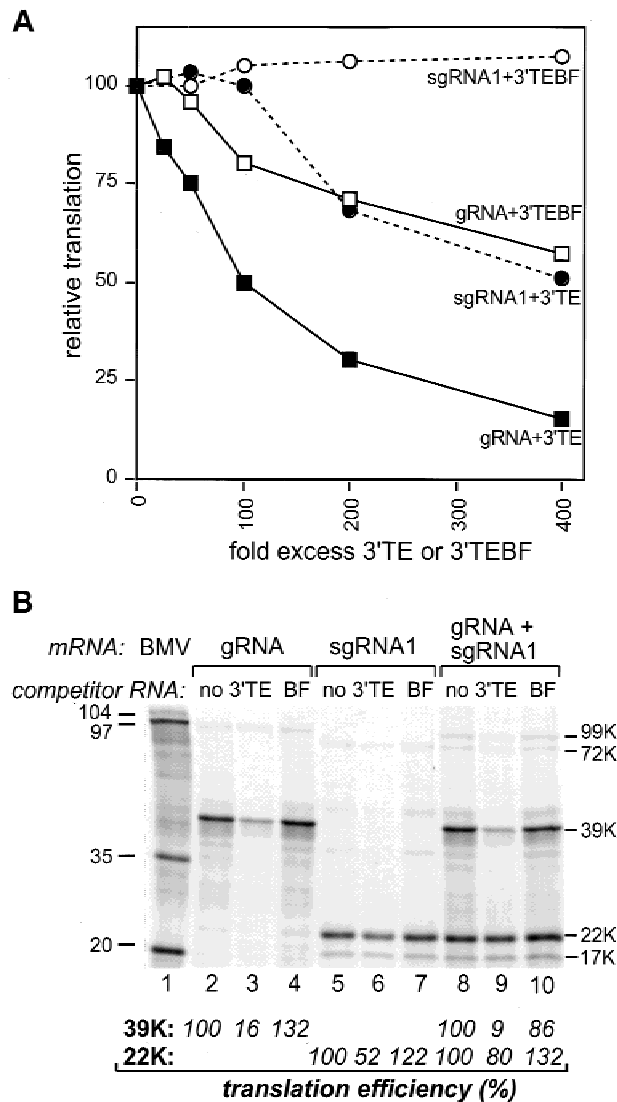 A
relative translation
100
75
50
25
0
sgRNA1+3'TEBF
gRNA+3'TEBF
sgRNA1+3'TE
gRNA+3'TE
0
100
200
300
400
fold excess 3'TE or 3'TEBF
B
mRNA: BMV gRNA sgRNA1 gRNA +
sgRNA1
competitor RNA: no 3'TE BF no 3'TE BF no 3'TE BF
104
97
35
20
99K
72K
39K
22K
17K
1 2 3 4 5 6 7 8 9 10
39K: 100 16 132 100 9 86
22K: 100 52 122 100 80 132
translation efficiency (%)